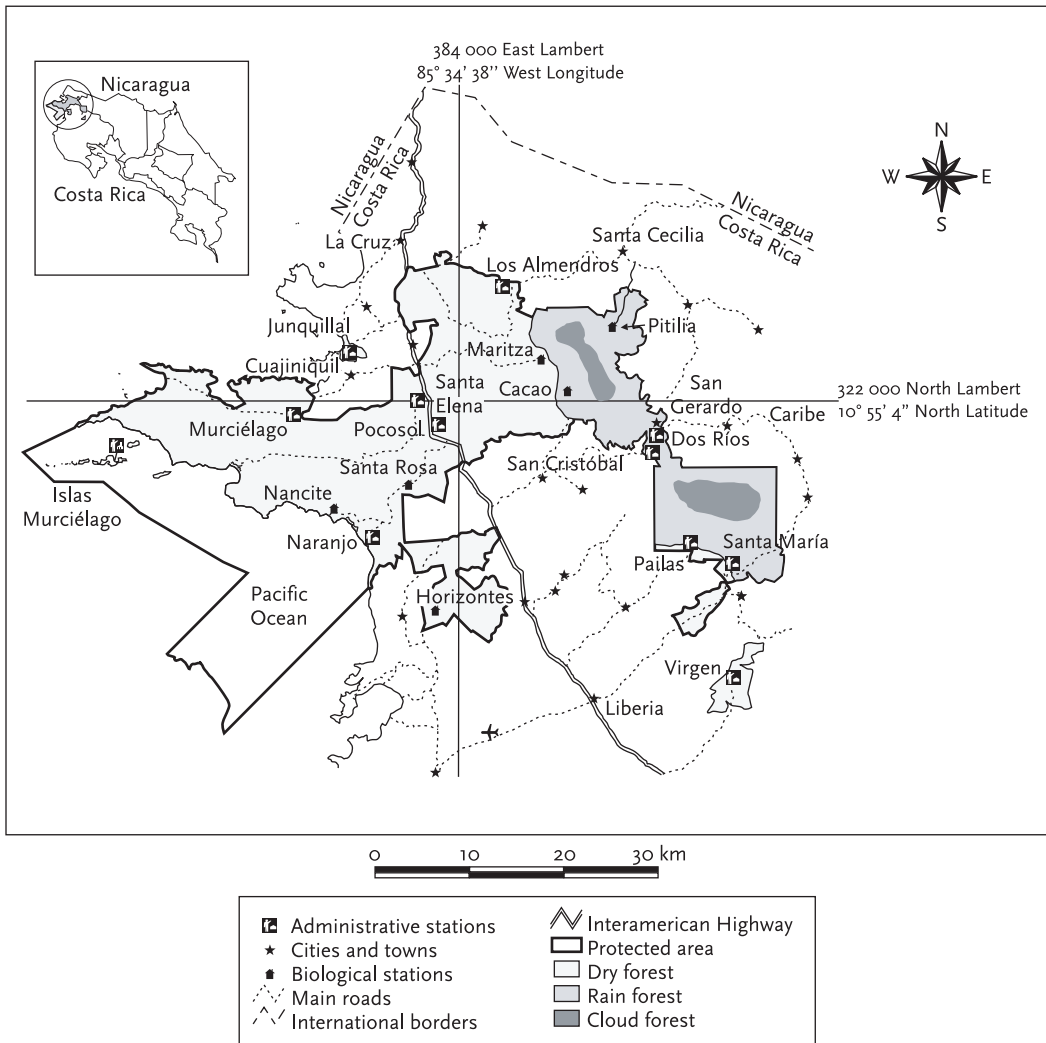 384 000 East Lambert
85° 34’ 38’’ West Longitude
Nicaragua
Costa Rica
Nicaragua
Costa Rica
N
W
E
S
Nicaragua
Costa Rica
La Cruz
Santa Cecilia
Los Almendros
Junquillal
Pitilia
Cuajiniquil
Maritza
Santa
Elena
Cacao
322 000 North Lambert
10° 55’ 4’’ North Latitude
San
Gerardo
Caribe
Murciélago
Pocosol
Dos Ríos
Santa Rosa
San Cristóbal
Islas
Murciélago
Nancite
Naranjo
Santa María
Pailas
Pacific
Ocean
Horizontes
Virgen
Liberia
0
10
20
30 km
Administrative stations
Cities and towns
Biological stations
Main roads
International borders
Interamerican Highway
Protected area
Dry forest
Rain forest
Cloud forest